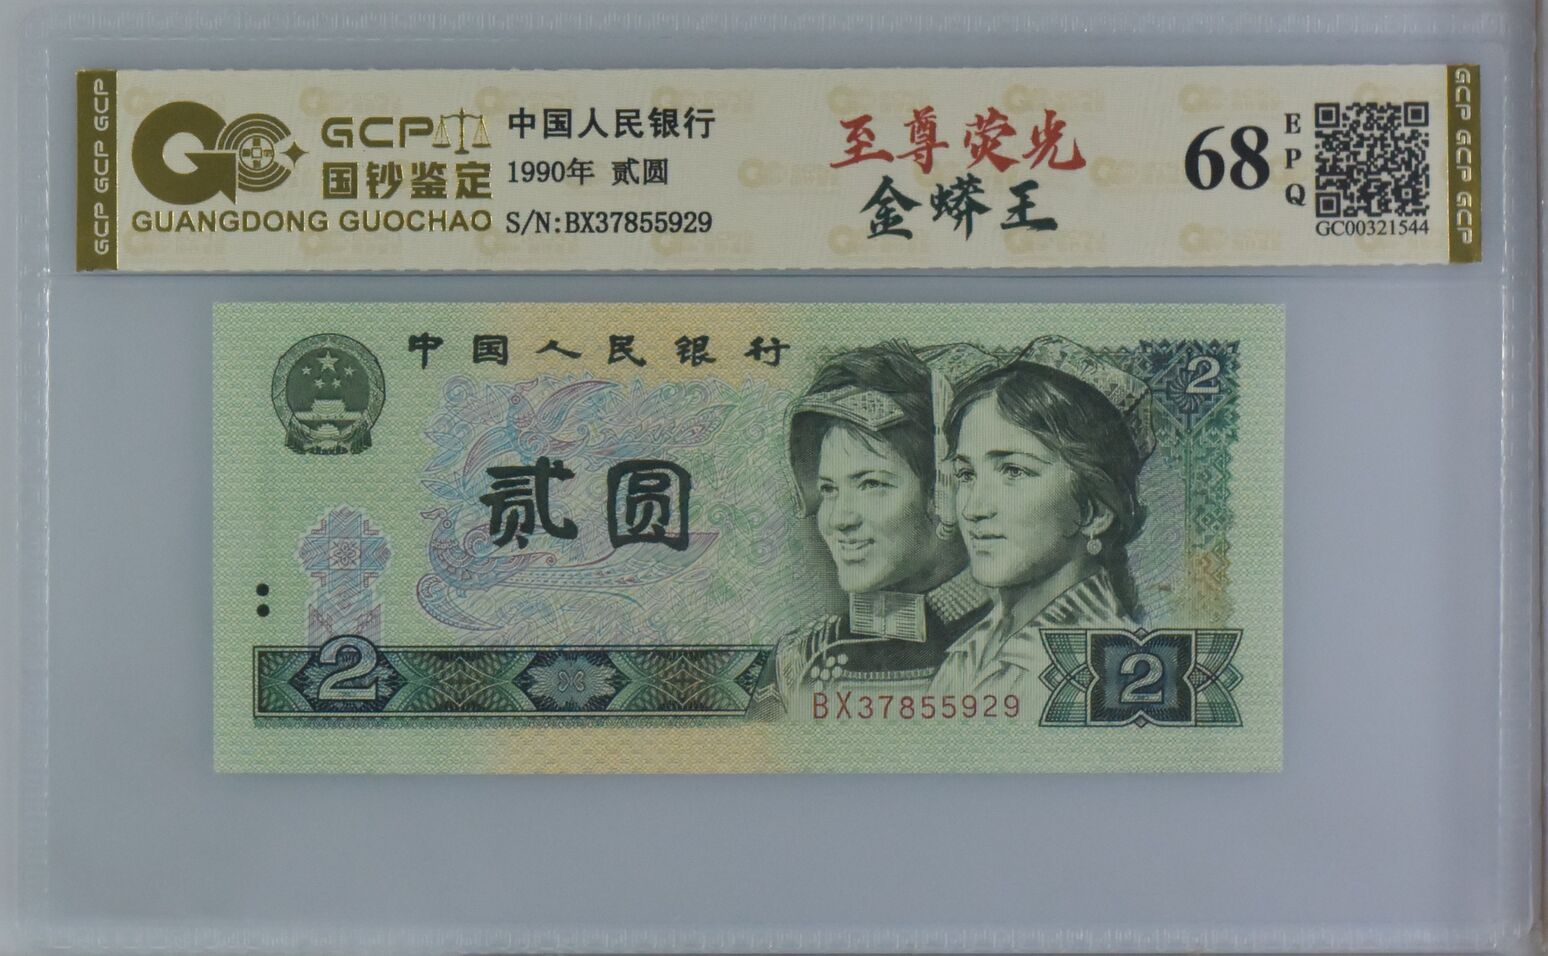 GCP GCP GCP
GCP
国钞鉴定
GUANGDONG GUOCHAO
中国人民银行
1990年 贰圆
S/N:BX37855929
至尊荧光
金蟒王
68
EPQ
GC00321544
GCP GCP GCP
中国人民银行
2
贰圆
2
BX37855929
2